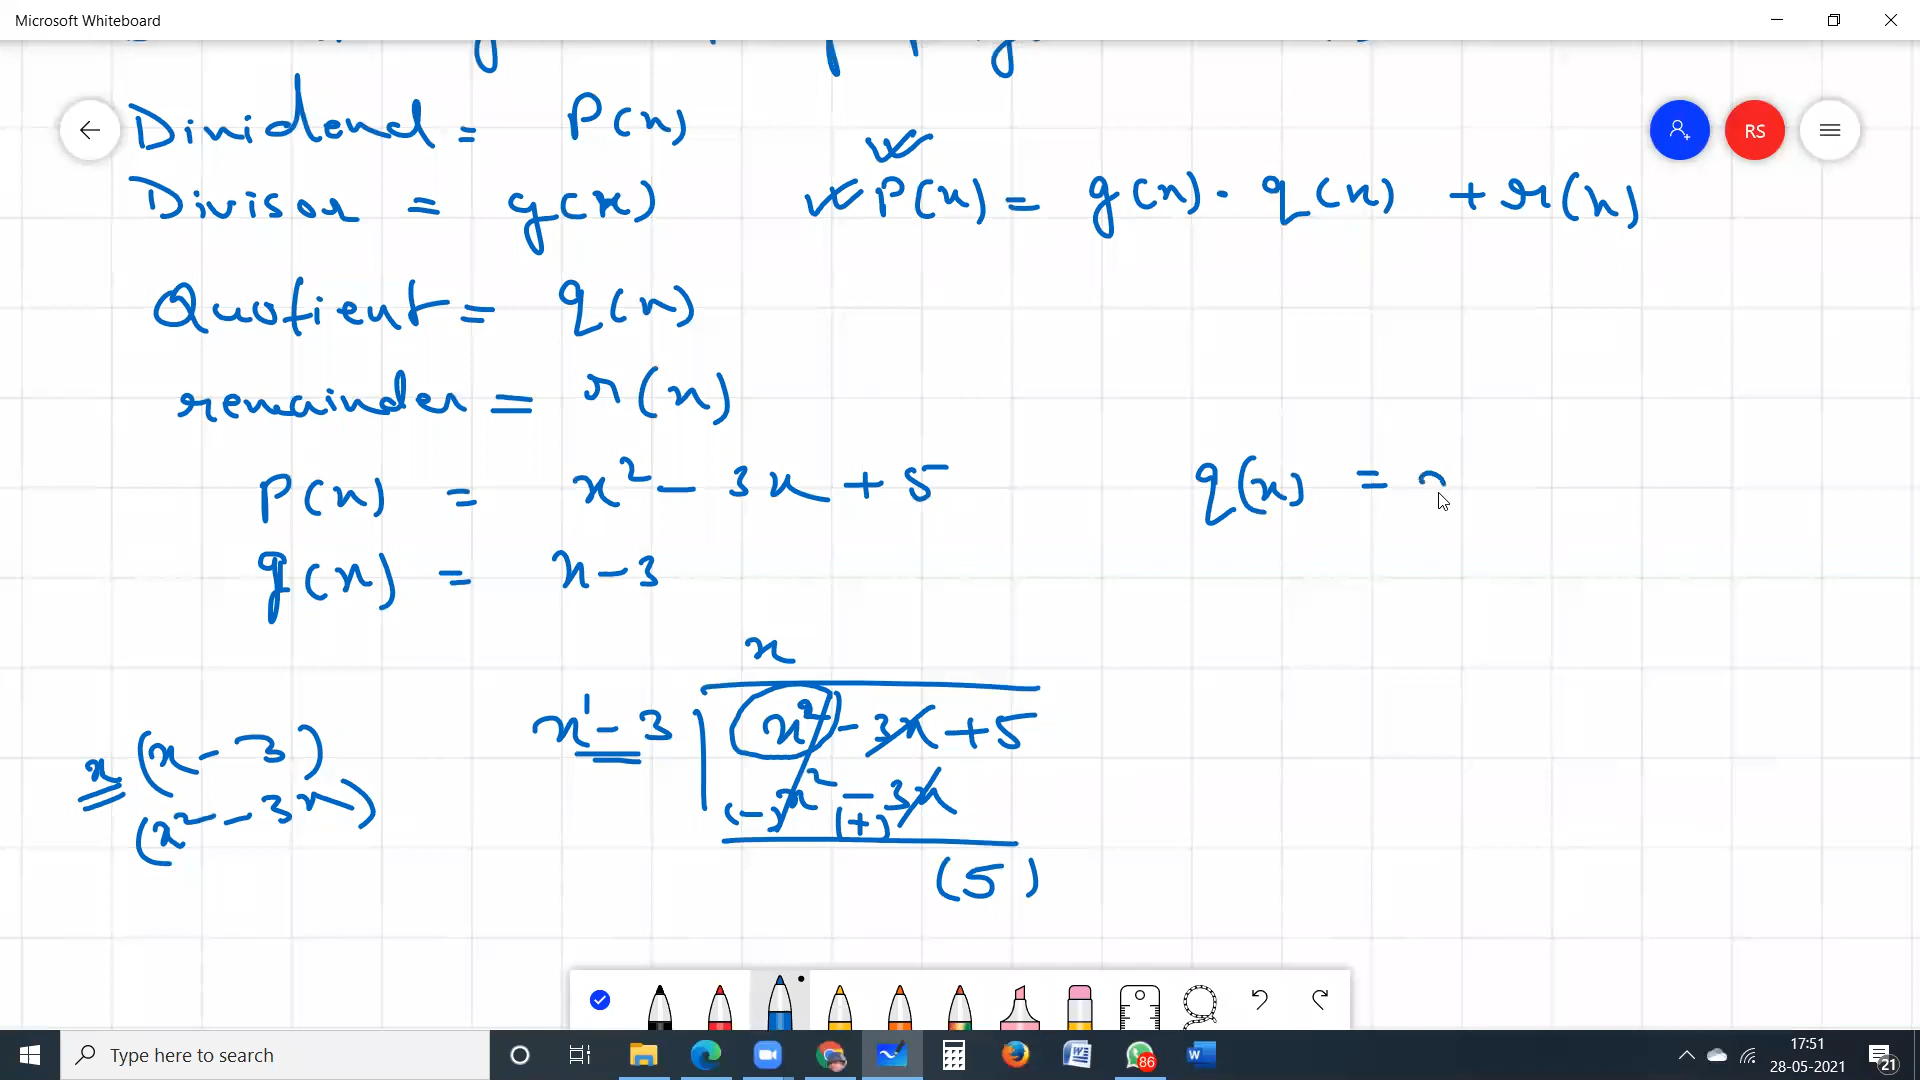 Microsoft Whiteboard
Dividend = P(x)
Divisor = g(x)
P(x) = g(x) · q(x) + r(x)
RS
Quotient = q(x)
remainder = r(x)
P(x) = x² - 3x + 5
q(x) =
g(x) = x - 3
x
x¹ - 3
x² - 3x + 5
x (x - 3)
(x² - 3x)
(-) x² - 3x
(+)
(5)
Type here to search
86
17:51
28-05-2021
21